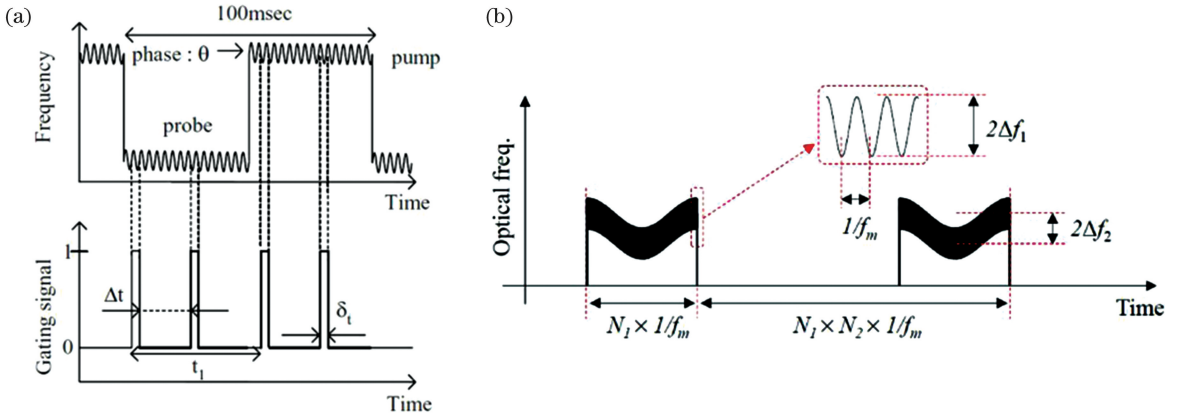 (a)
100msec
Frequency
phase : θ
pump
probe
Time
Gating signal
1
0
Δt
δt
t1
Time
(b)
Optical freq.
2Δf1
1/fm
2Δf2
N1 × 1/fm
N1 × N2 × 1/fm
Time